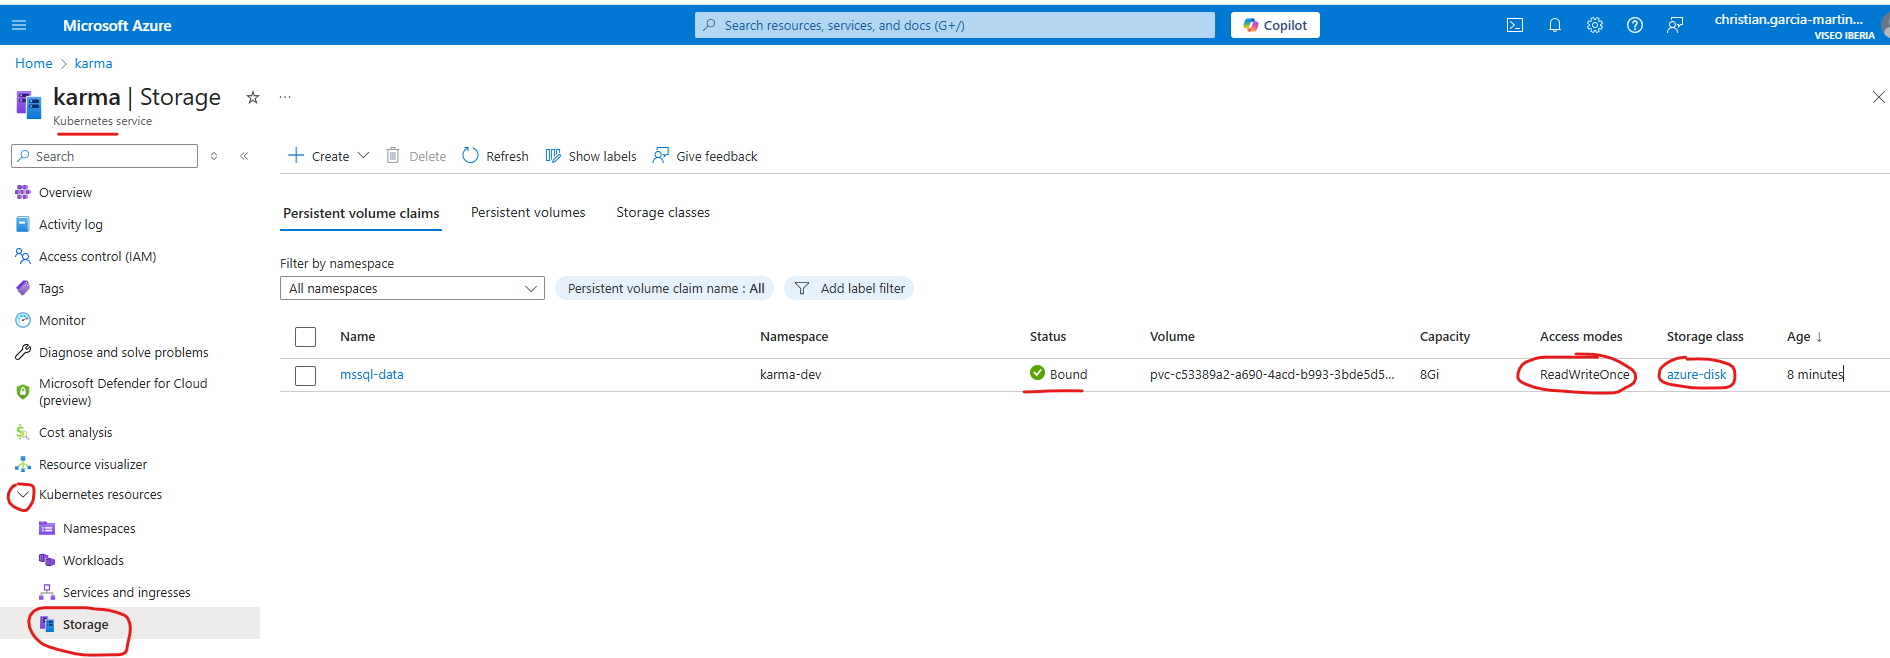 Microsoft Azure
Search resources, services, and docs (G+/)
Copilot
christian.garcia-martin...
VISEO IBERIA
Home > karma
karma | Storage
Kubernetes service
Search
Create
Delete
Refresh
Show labels
Give feedback
Overview
Activity log
Access control (IAM)
Tags
Monitor
Diagnose and solve problems
Microsoft Defender for Cloud
(preview)
Cost analysis
Resource visualizer
Kubernetes resources
Namespaces
Workloads
Services and ingresses
Storage
Persistent volume claims Persistent volumes Storage classes
Filter by namespace
All namespaces
Persistent volume claim name : All
Add label filter
Name Namespace Status Volume Capacity Access modes Storage class Age ↓
mssql-data karma-dev Bound pvc-c53389a2-a690-4acd-b993-3bde5d5... 8Gi ReadWriteOnce azure-disk 8 minutes